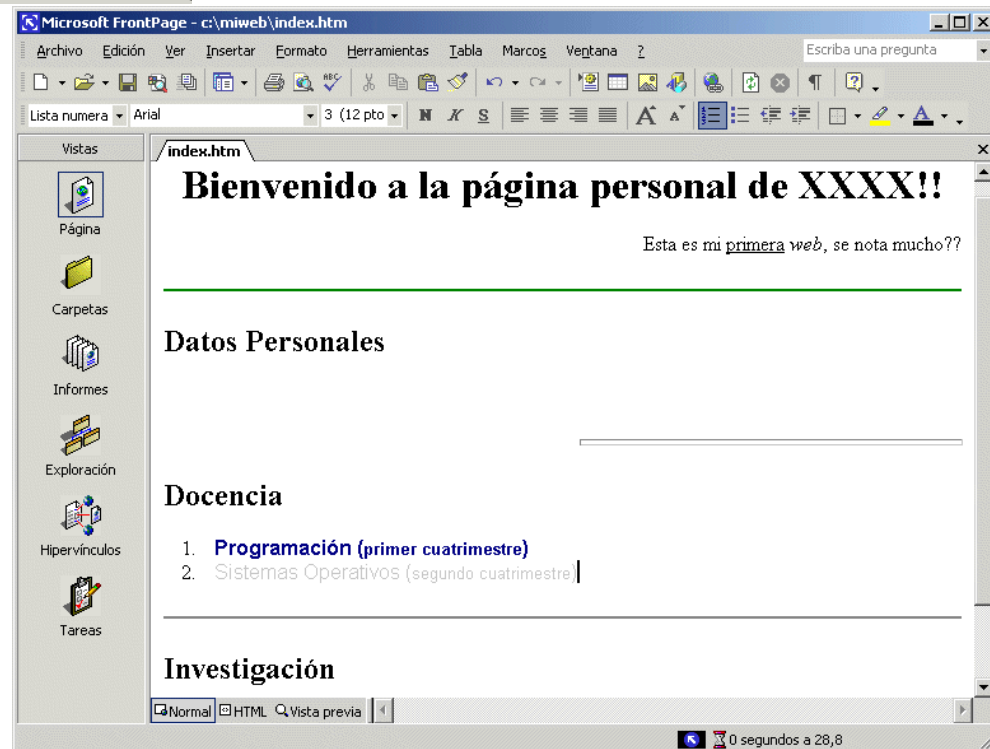 Microsoft FrontPage - c:\miweb\index.htm
Archivo Edición Ver Insertar Formato Herramientas Tabla Marcos Ventana ? Escriba una pregunta
Lista numera Arial 3 (12 pto N K S A A A
Vistas index.htm
Bienvenido a la página personal de XXXX!!
Página
Esta es mi primera web, se nota mucho??
Carpetas
Datos Personales
Informes
Exploración
Docencia
1. Programación (primer cuatrimestre)
Hipervínculos
2. Sistemas Operativos (segundo cuatrimestre)
Tareas
Investigación
Normal HTML Vista previa
0 segundos a 28,8